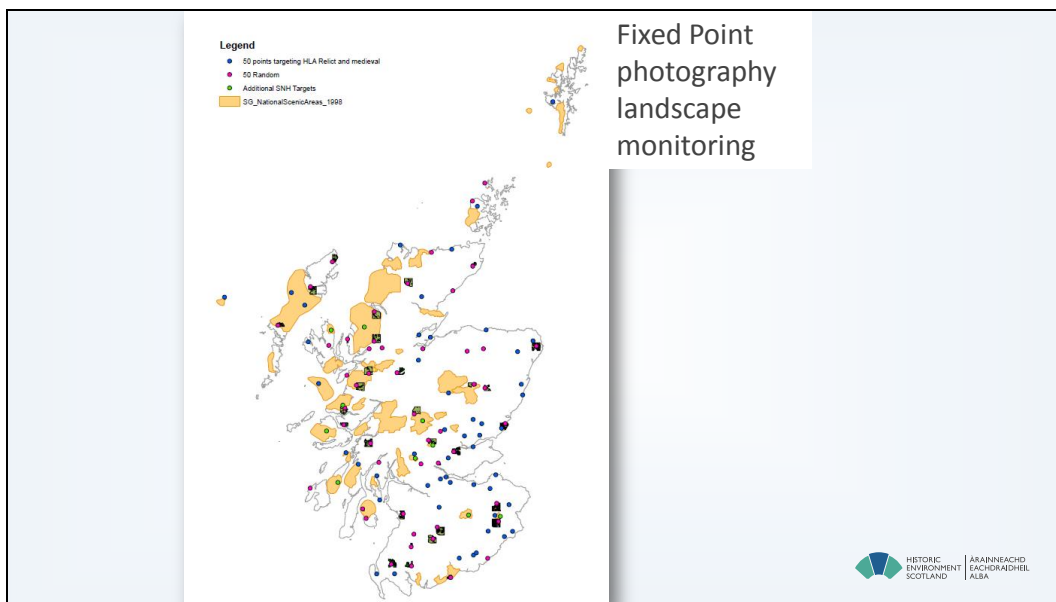 Legend
50 points targeting HLA Relict and medieval
50 Random
Additional SNH Targets
SG_NationalScenicAreas_1998
Fixed Point
photography
landscape
monitoring
HISTORIC
ENVIRONMENT
SCOTLAND
ÀRAINNEACHD
EACHDRAIDHEIL
ALBA